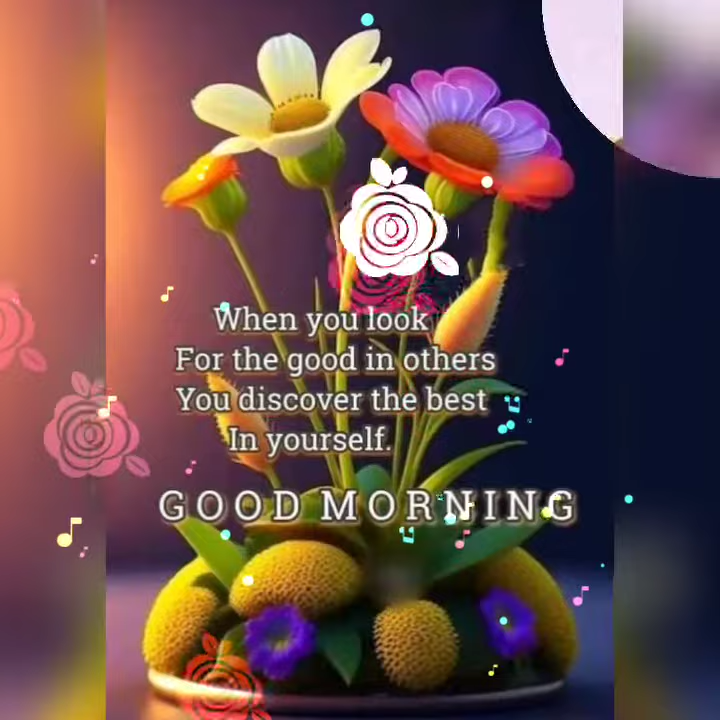 When you look
For the good in others
You discover the best
In yourself.
GOOD MORNING